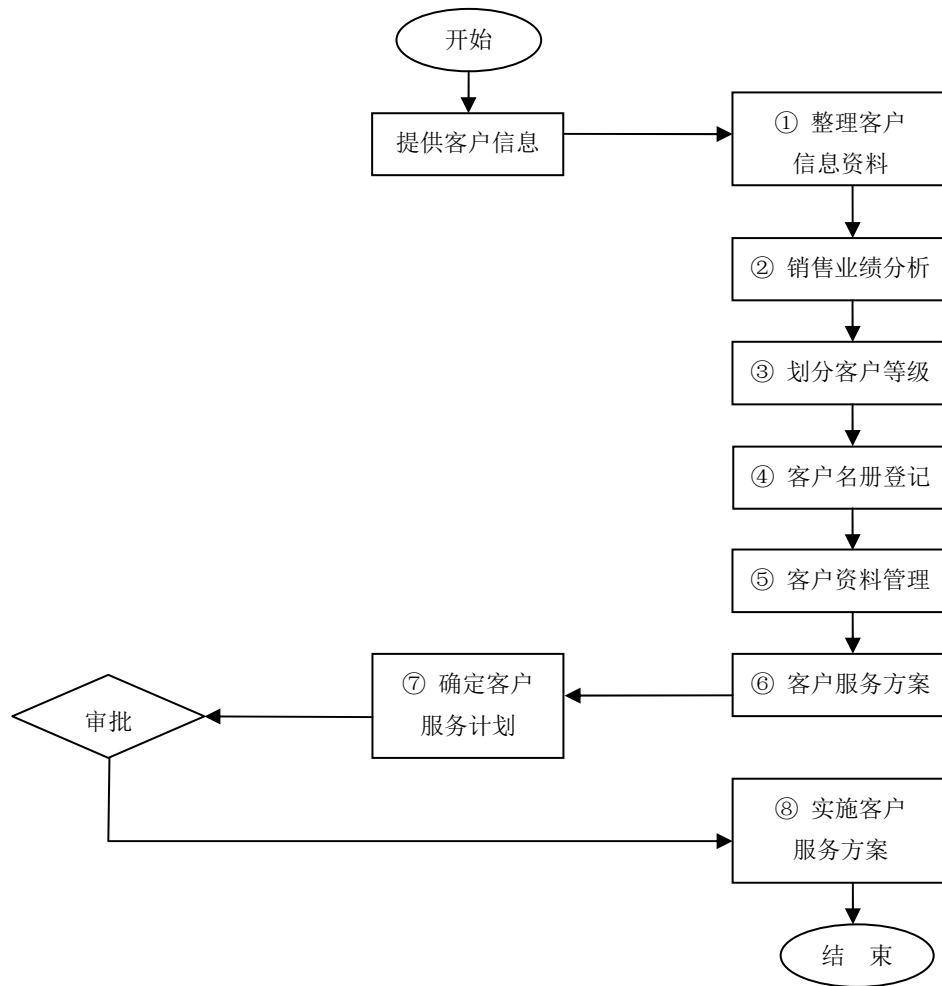 开始
提供客户信息
① 整理客户
信息资料
② 销售业绩分析
③ 划分客户等级
④ 客户名册登记
⑤ 客户资料管理
⑥ 客户服务方案
⑦ 确定客户
服务计划
审批
⑧ 实施客户
服务方案
结 束